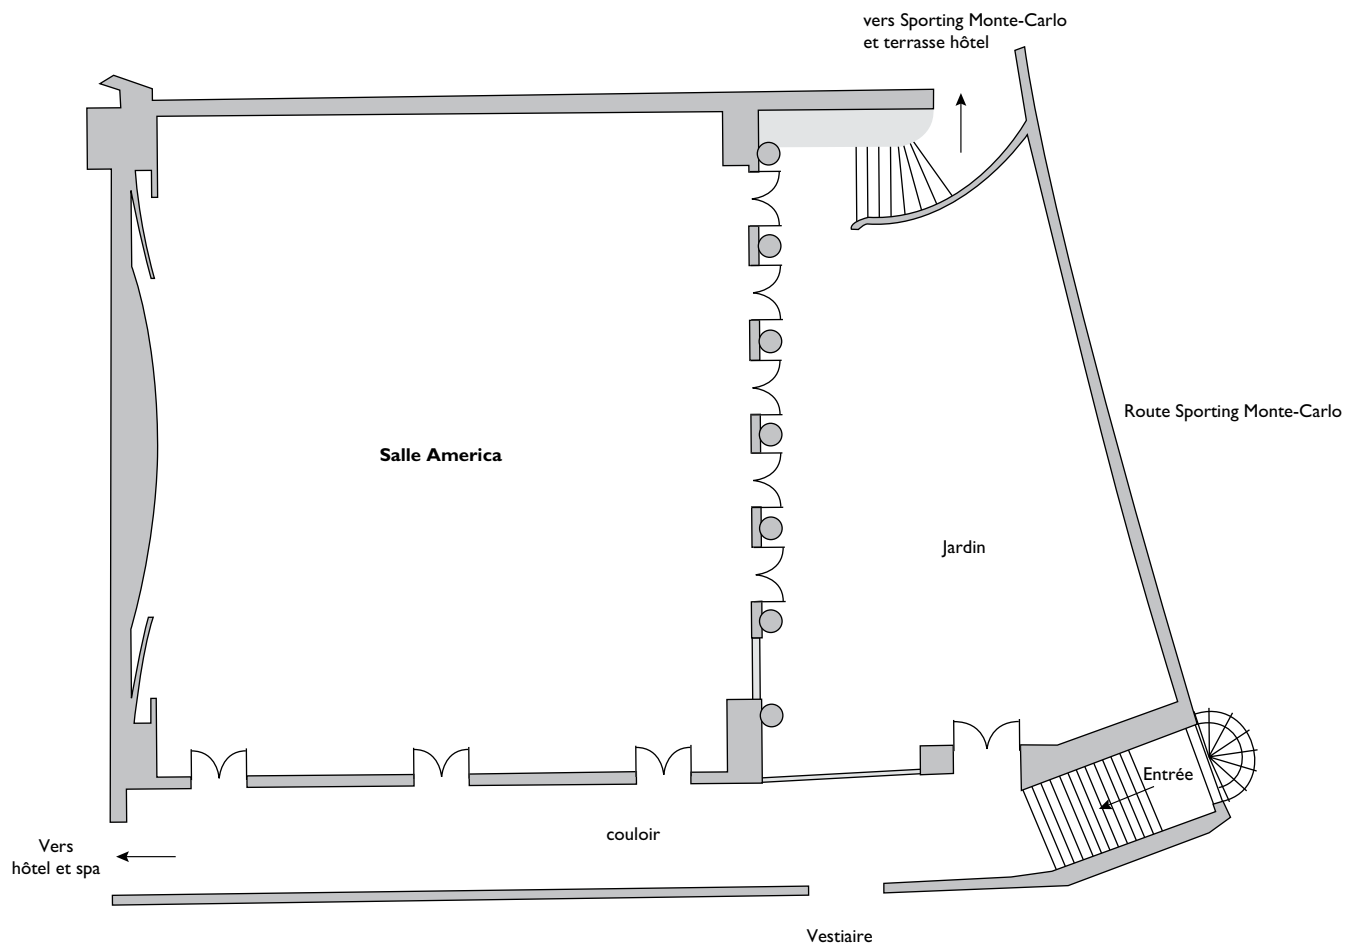 vers Sporting Monte-Carlo
et terrasse hôtel
Route Sporting Monte-Carlo
Salle America
Jardin
Entrée
couloir
Vers
hôtel et spa
Vestiaire